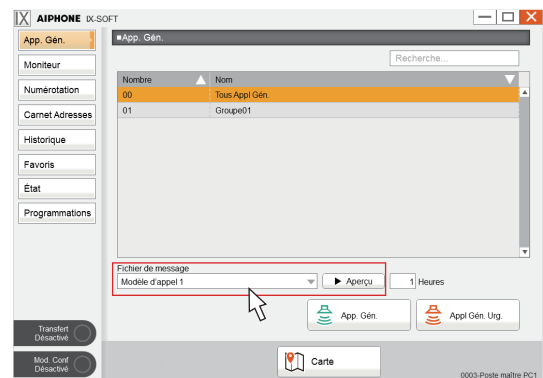 IX AIPHONE IX-SOFT
App. Gén.
Moniteur
Numérotation
Carnet Adresses
Historique
Favoris
État
Programmations
Transfert
Désactivé
Mod. Conf
Désactivé
■App. Gén.
Recherche...
Nombre Nom
00 Tous Appl Gén.
01 Groupe01
Fichier de message
Modèle d'appel 1 Aperçu 1 Heures
App. Gén. Appl Gén. Urg.
Carte
0003-Poste maître PC1